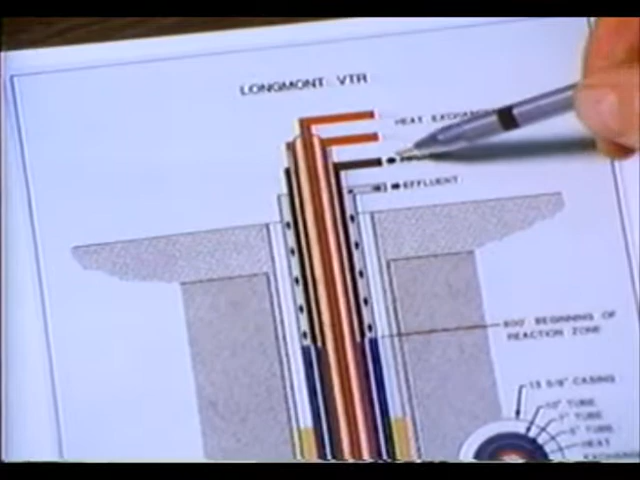 LONGMONT VTR
HEAT
EFFLUENT
800' BEGINNING OF
REACTION ZONE
13 5/8" CASING
10" TUBE
7" TUBE
5" TUBE
HEAT